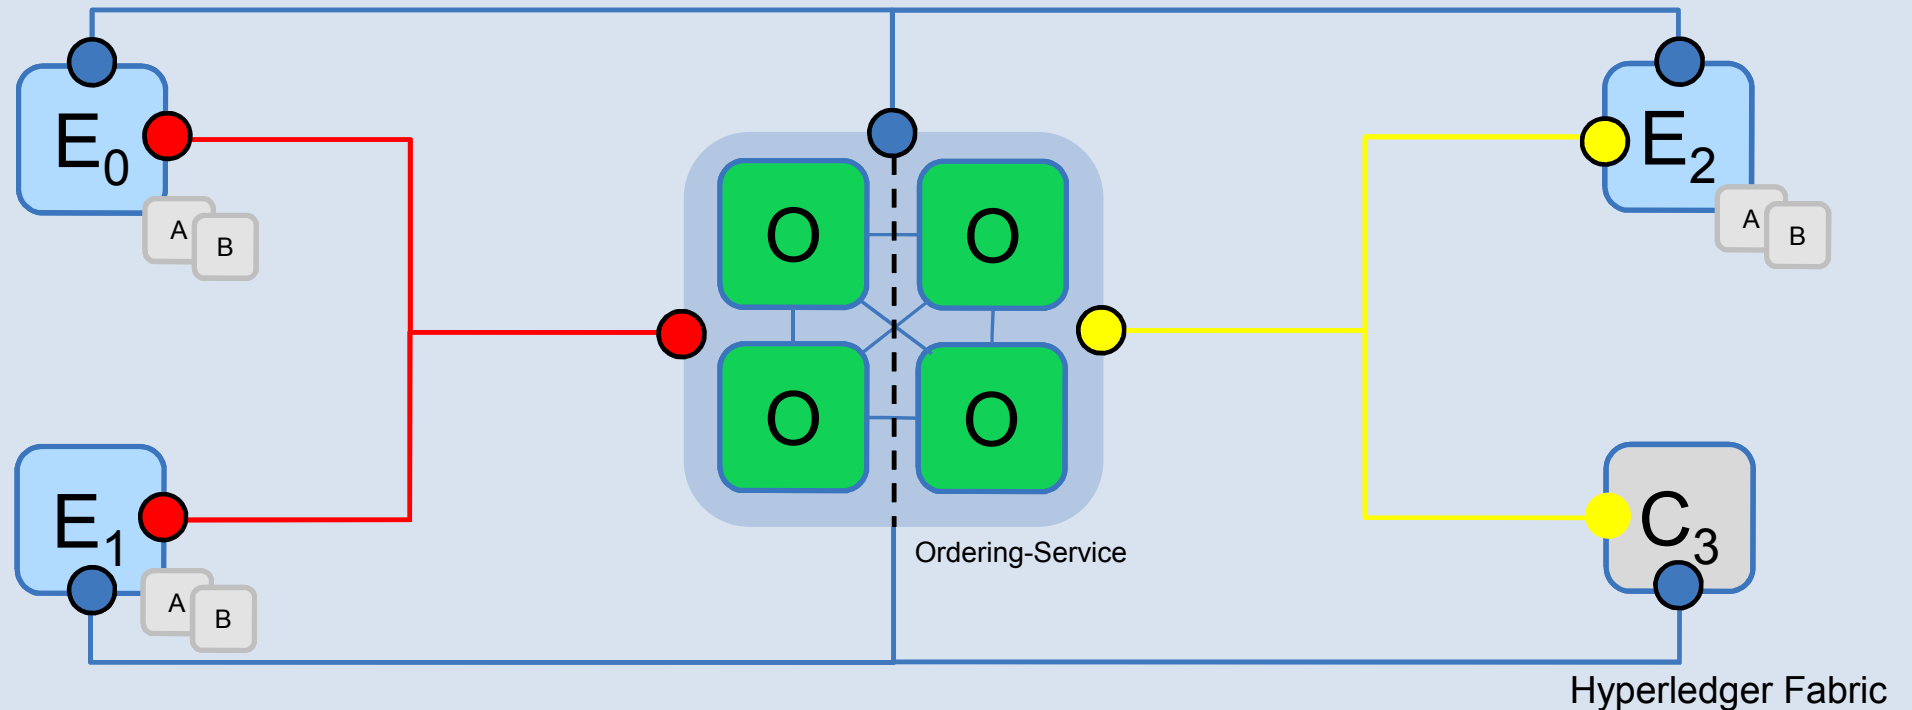 E0
A
B
E1
A
B
O
O
O
O
Ordering-Service
E2
A
B
C3
Hyperledger Fabric